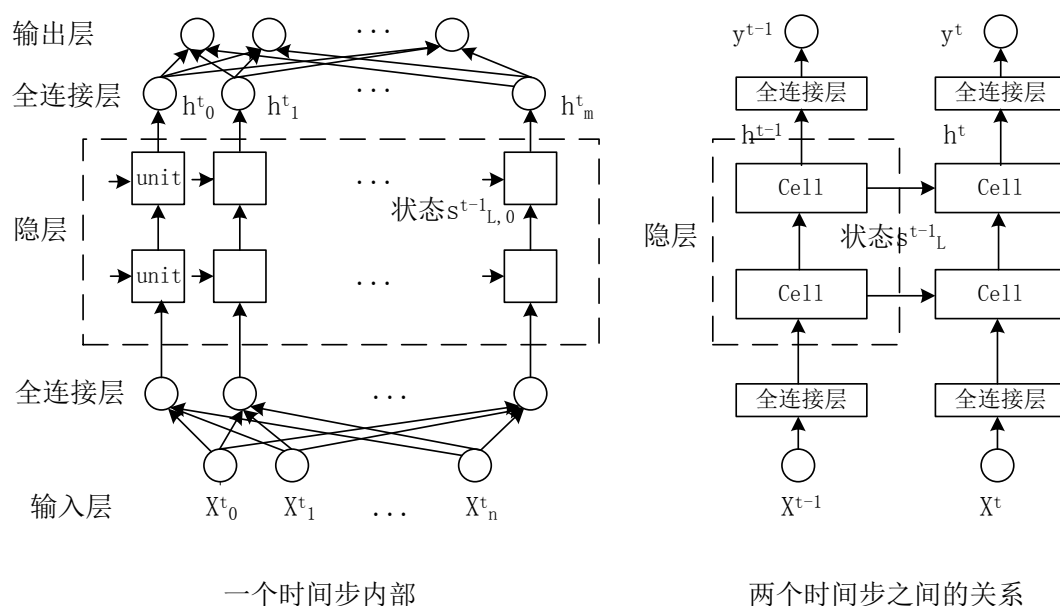 输出层
...
全连接层
h^t_0
h^t_1
...
h^t_m
unit
...
状态s^{t-1}_{L,0}
隐层
unit
...
全连接层
...
输入层
X^t_0
X^t_1
...
X^t_n
一个时间步内部
y^{t-1}
y^t
全连接层
全连接层
h^{t-1}
h^t
Cell
Cell
隐层
状态s^{t-1}_L
Cell
Cell
全连接层
全连接层
X^{t-1}
X^t
两个时间步之间的关系